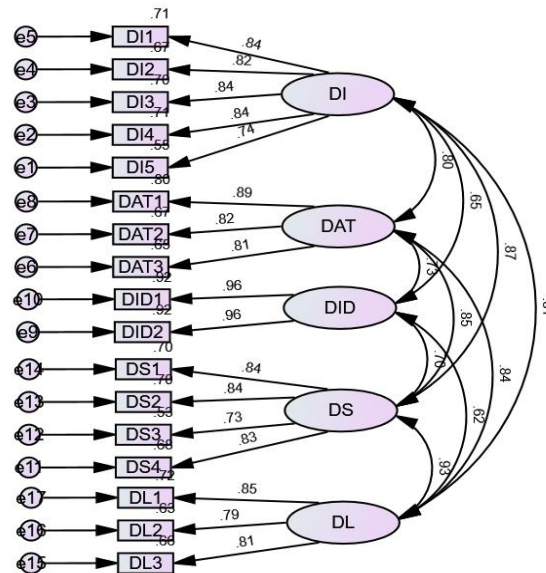 .71
e5 DI1 .84
.67
e4 DI2 .82
.70
e3 DI3 .84 DI
.71
e2 DI4 .84
.55
e1 DI5 .74
.80
.80
e8 DAT1 .89
.67
.65
e7 DAT2 .82 DAT
.65
e6 DAT3 .81
.87
.73
.92
e10 DID1 .96 DID
.92
e9 DID2 .96
.85
.70
.70
e14 DS1 .84
.84
.70
e13 DS2 .84 DS
.62
.53
e12 DS3 .73
.68
e11 DS4 .83
.93
.72
e17 DL1 .85
.63
e16 DL2 .79 DL
.66
e15 DL3 .81